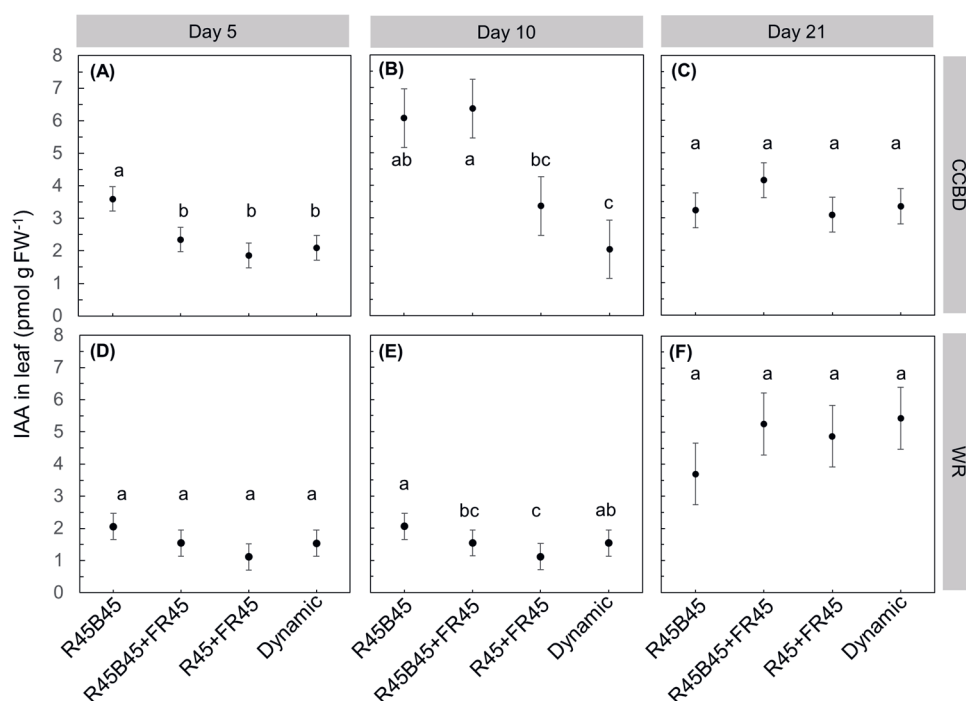 Day 5
Day 10
Day 21
8
7
6
5
4
3
2
1
0
(A)
a
b
b
b
(B)
ab
a
bc
c
(C)
a
a
a
a
CCBD
IAA in leaf (pmol g FW⁻¹)
8
7
6
5
4
3
2
1
0
(D)
a
a
a
a
(E)
a
bc
c
ab
(F)
a
a
a
a
WR
R45B45
R45B45+FR45
R45+FR45
Dynamic
R45B45
R45B45+FR45
R45+FR45
Dynamic
R45B45
R45B45+FR45
R45+FR45
Dynamic